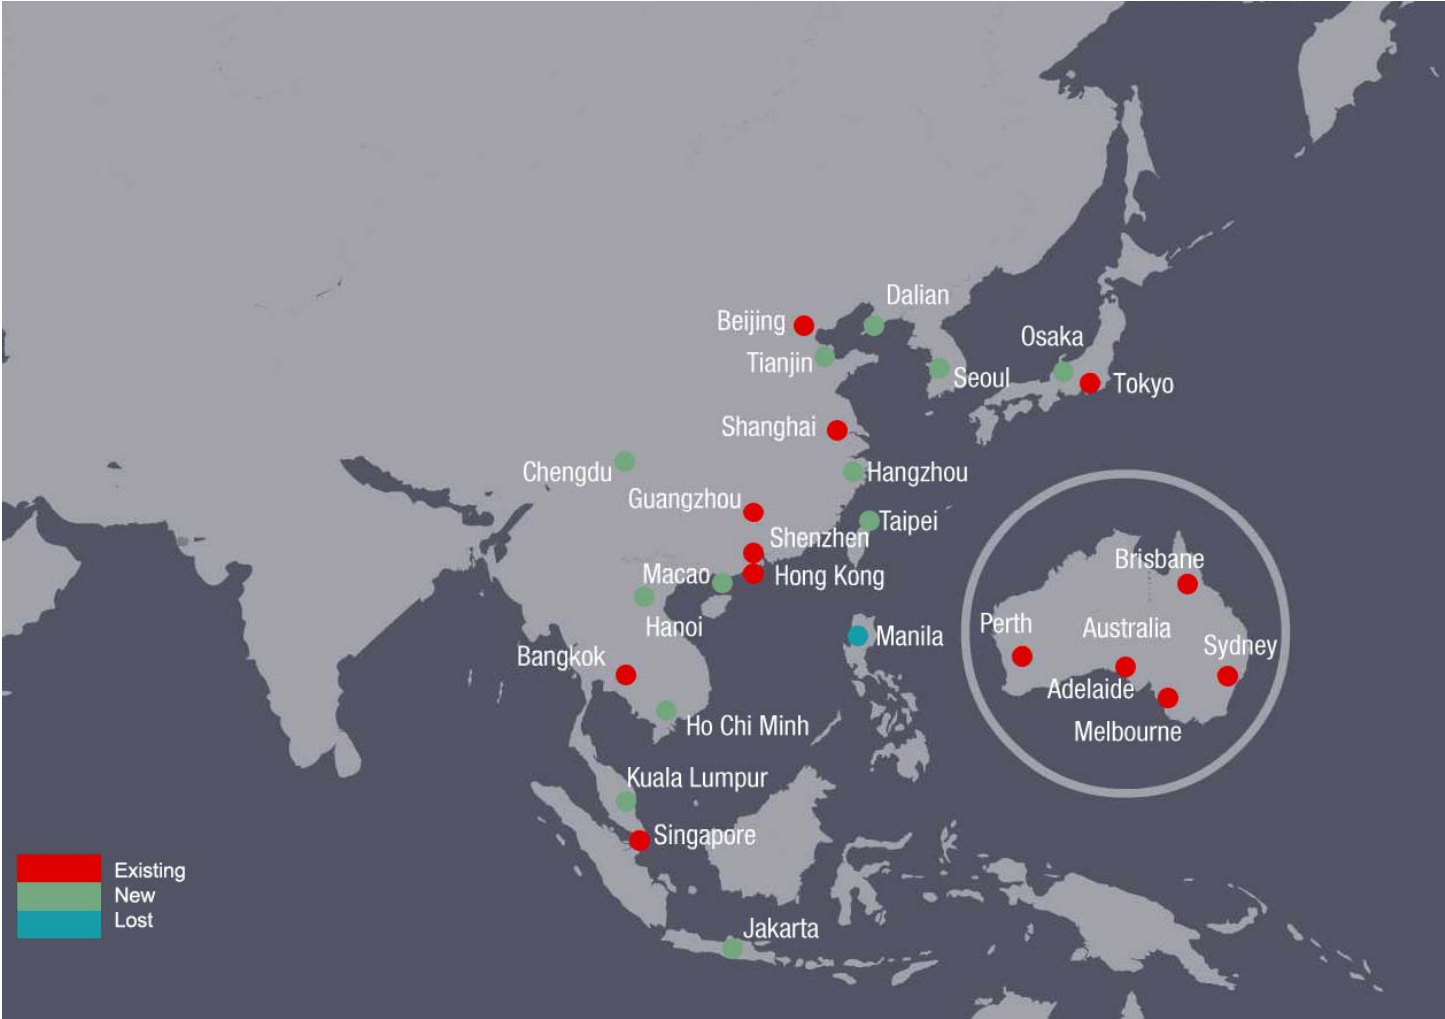 Dalian
Beijing
Osaka
Tianjin
Seoul
Tokyo
Shanghai
Chengdu
Hangzhou
Guangzhou
Taipei
Shenzhen
Macao
Hong Kong
Hanoi
Manila
Bangkok
Ho Chi Minh
Kuala Lumpur
Singapore
Jakarta
Brisbane
Perth
Australia
Sydney
Adelaide
Melbourne
Existing
New
Lost